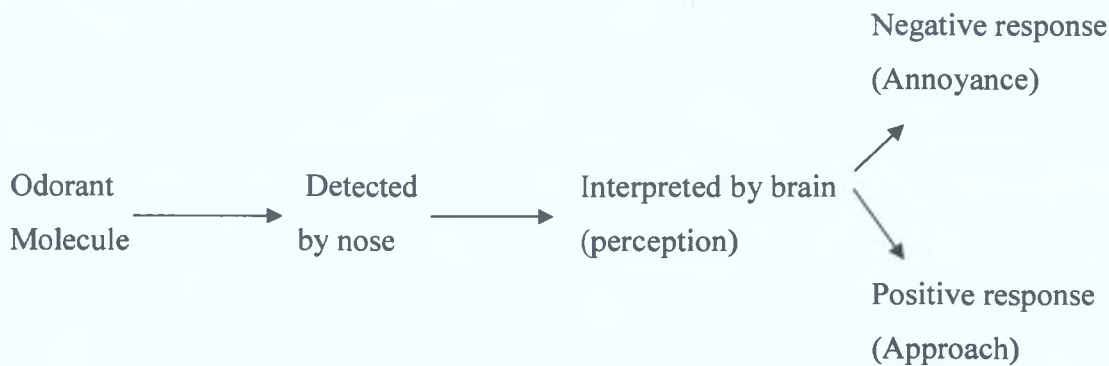 Negative response
(Annoyance)
Odorant
Molecule
Detected
by nose
Interpreted by brain
(perception)
Positive response
(Approach)